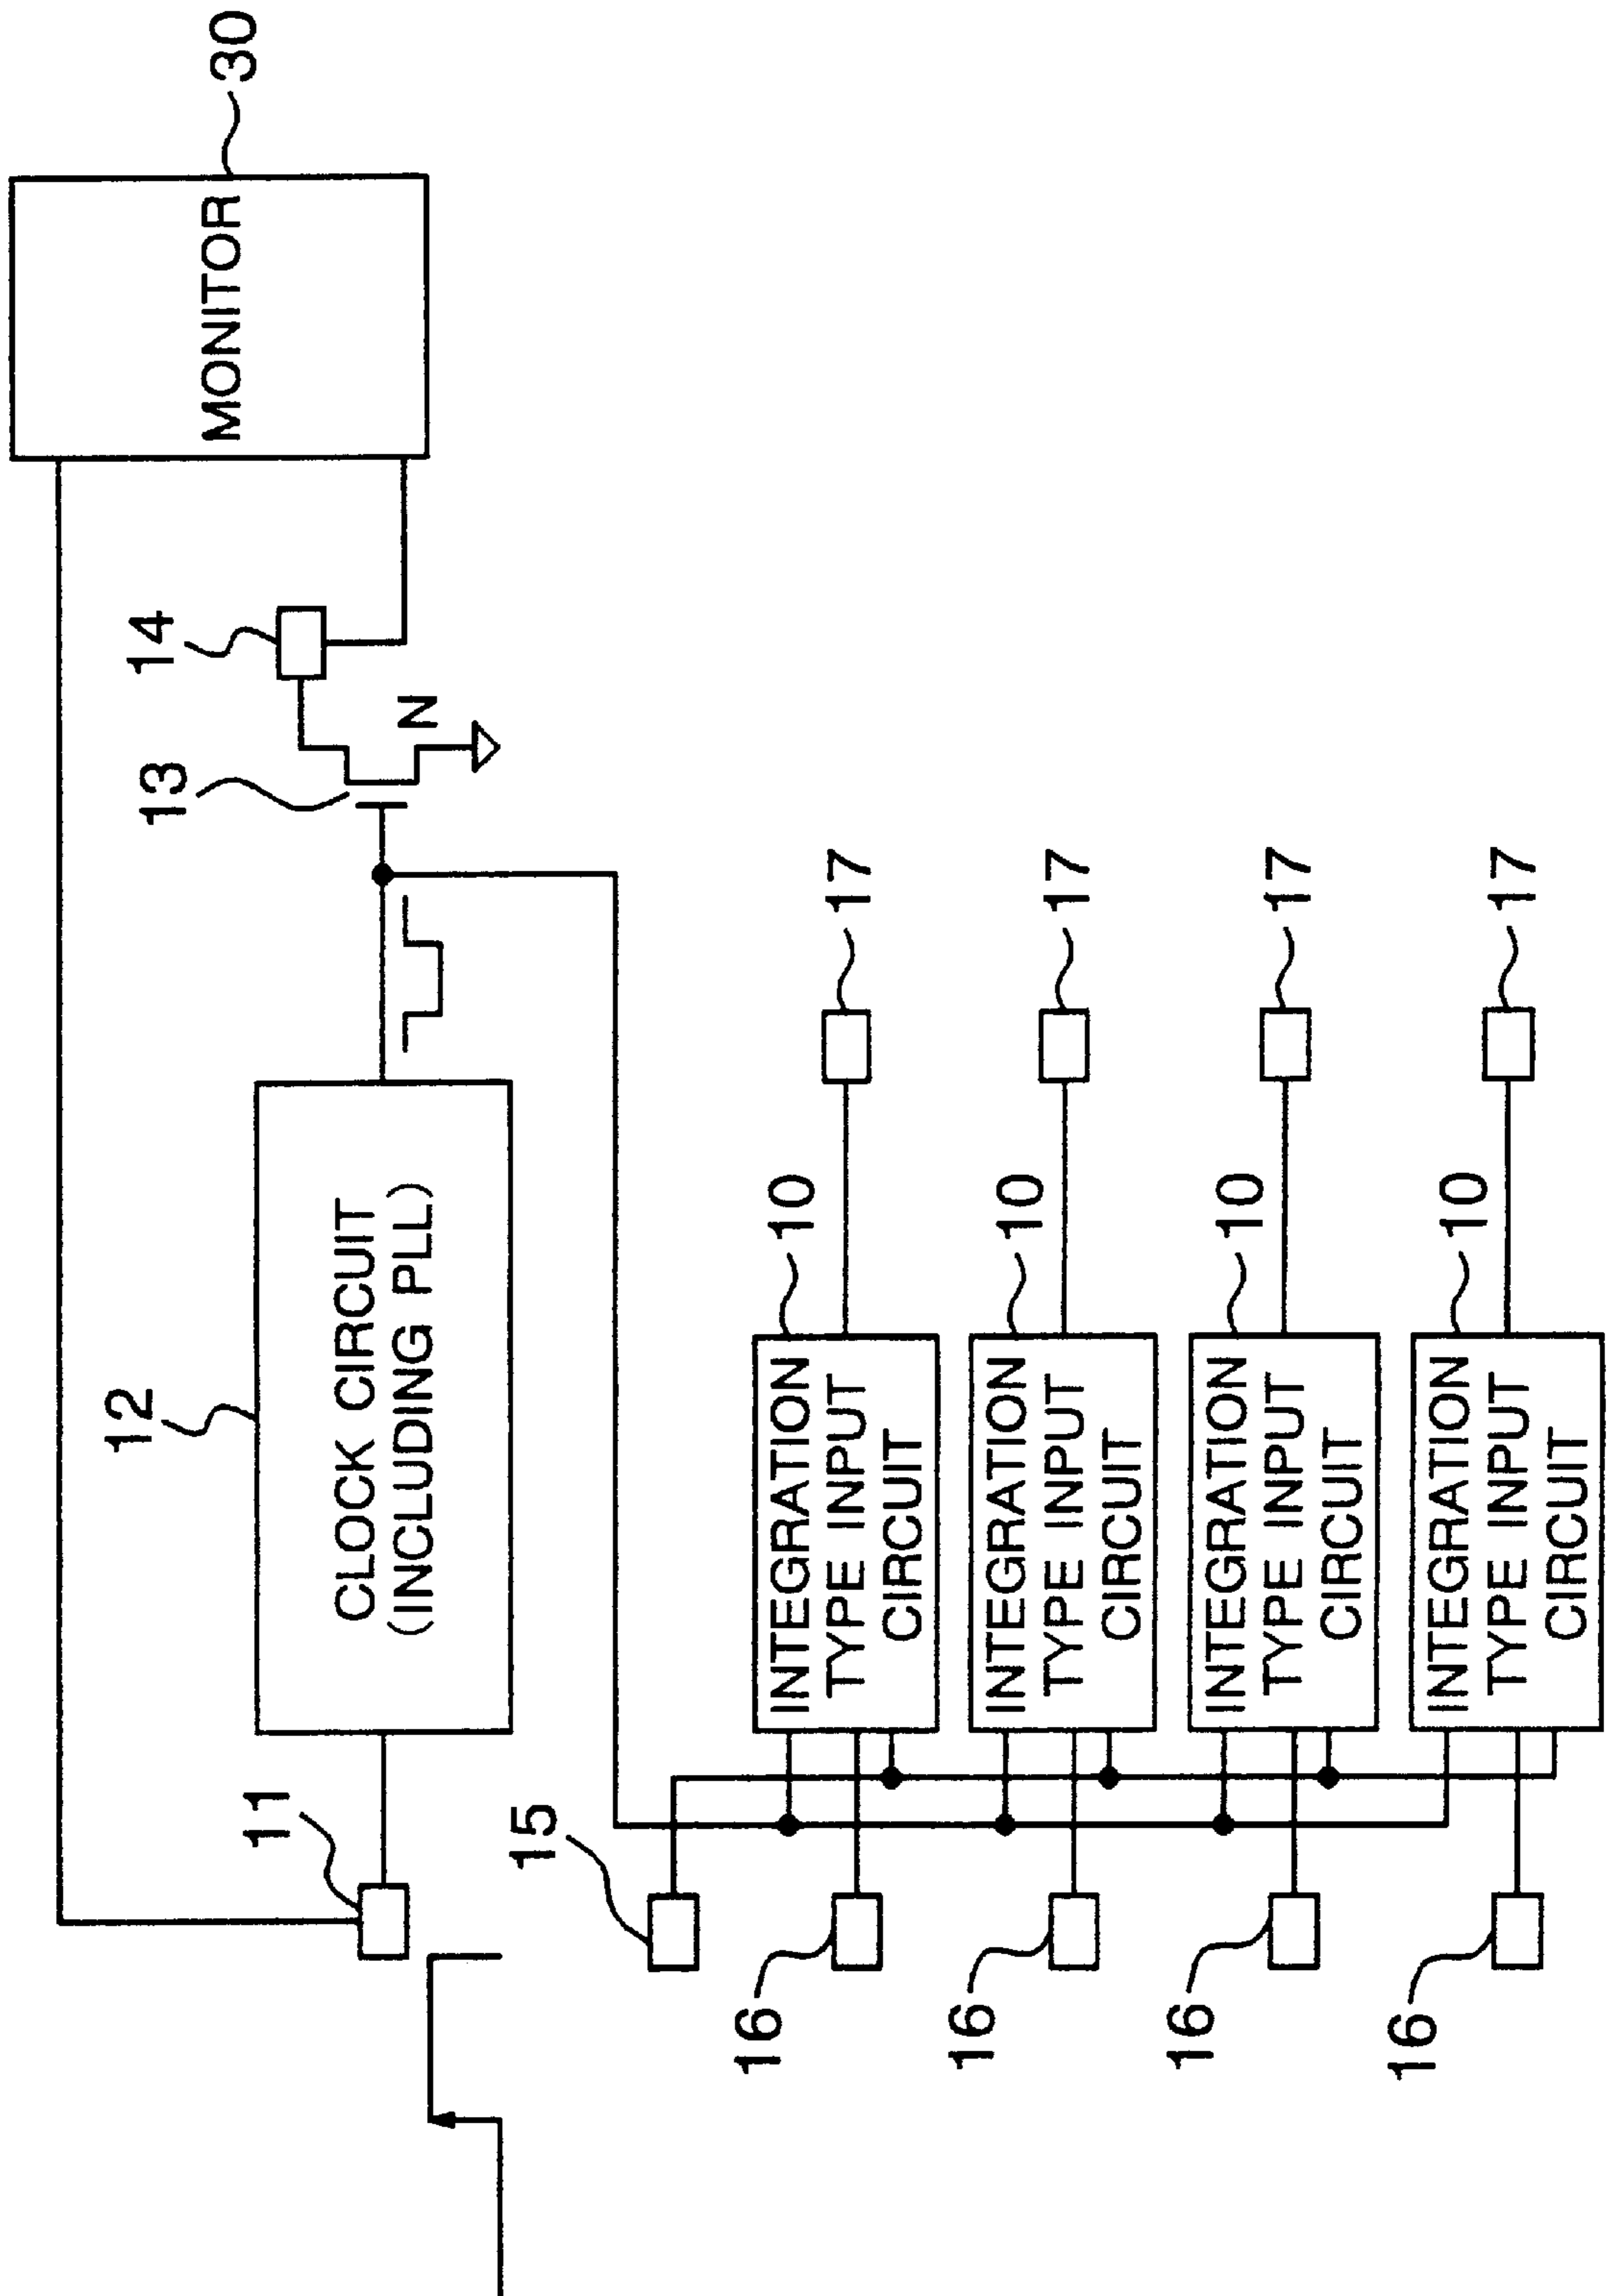 30
MONITOR
14
13
N
12
CLOCK CIRCUIT
(INCLUDING PLL)
11
15
16
10
INTEGRATION
TYPE INPUT
CIRCUIT
17
16
10
INTEGRATION
TYPE INPUT
CIRCUIT
17
16
10
INTEGRATION
TYPE INPUT
CIRCUIT
17
16
10
INTEGRATION
TYPE INPUT
CIRCUIT
17